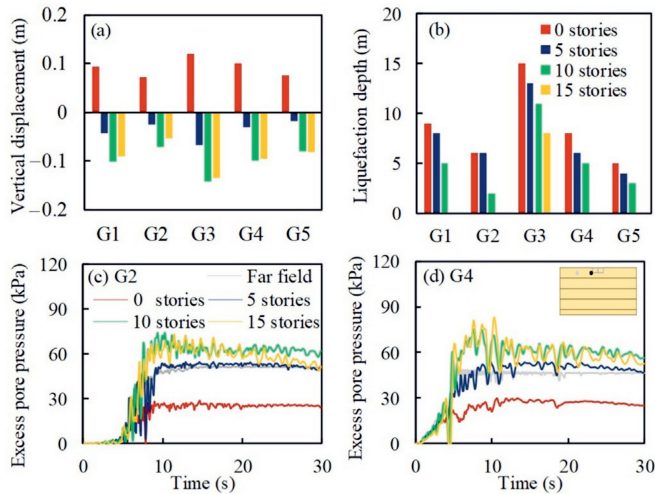 (a)
Vertical displacement (m)
0.2
0.1
0
−0.1
−0.2
G1 G2 G3 G4 G5
(b)
Liquefaction depth (m)
20
15
10
5
0
0 stories
5 stories
10 stories
15 stories
G1 G2 G3 G4 G5
(c) G2
Far field
0 stories
5 stories
10 stories
15 stories
Excess pore pressure (kPa)
120
90
60
30
0
0 10 20 30
Time (s)
(d) G4
Excess pore pressure (kPa)
120
90
60
30
0
0 10 20 30
Time (s)